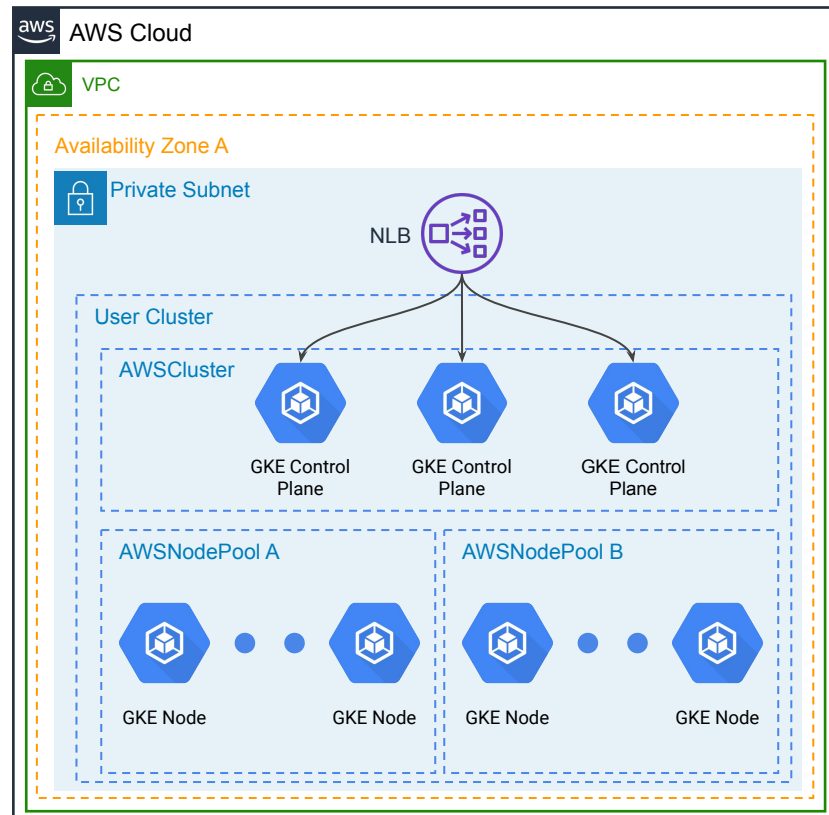 aws
AWS Cloud
VPC
Availability Zone A
Private Subnet
NLB
User Cluster
AWSCluster
GKE Control
Plane
GKE Control
Plane
GKE Control
Plane
AWSNodePool A
AWSNodePool B
GKE Node
GKE Node
GKE Node
GKE Node